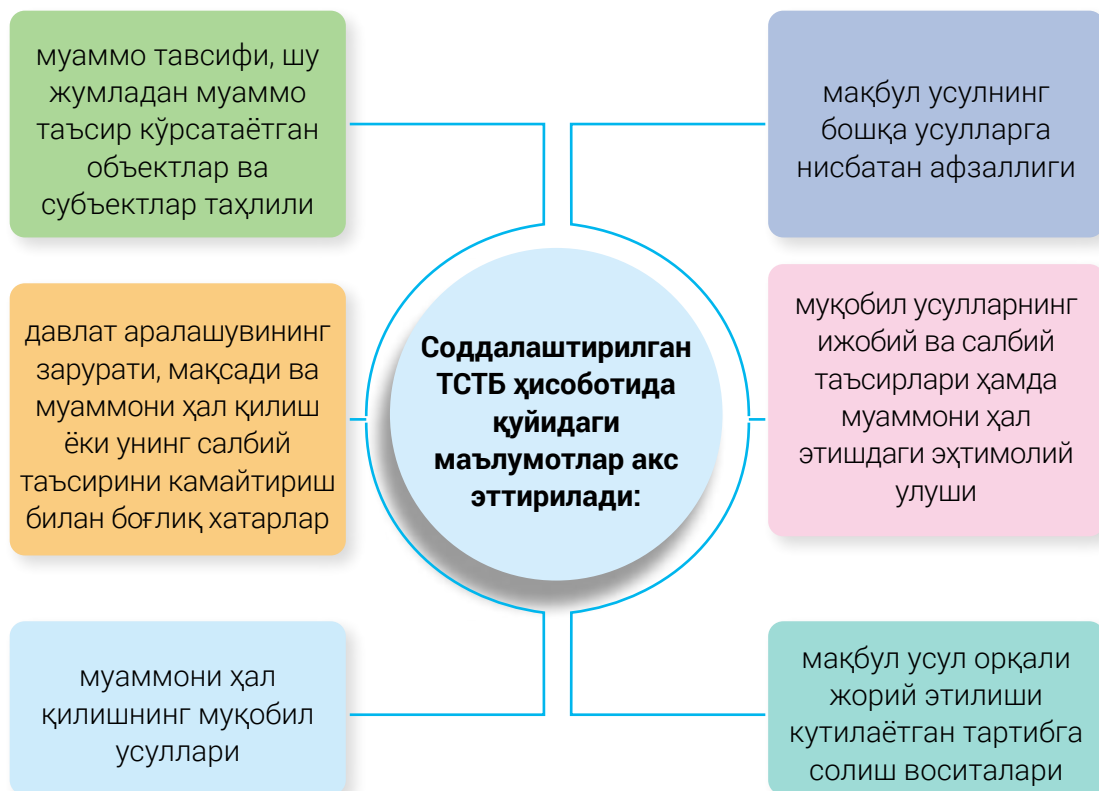 муаммо тавсифи, шу
жумладан муаммо
таъсир кўрсатаётган
объектлар ва
субъектлар таҳлили
давлат аралашувининг
зарурати, мақсади ва
муаммони ҳал қилиш
ёки унинг салбий
таъсирини камайтириш
билан боғлиқ хатарлар
муаммони ҳал
қилишнинг муқобил
усуллари
Соддалаштирилган
ТСТБ ҳисоботида
қуйидаги
маълумотлар акс
эттирилади:
мақбул усулнинг
бошқа усулларга
нисбатан афзаллиги
муқобил усулларнинг
ижобий ва салбий
таъсирлари ҳамда
муаммони ҳал
этишдаги эҳтимолий
улуши
мақбул усул орқали
жорий этилиши
кутилаётган тартибга
солиш воситалари